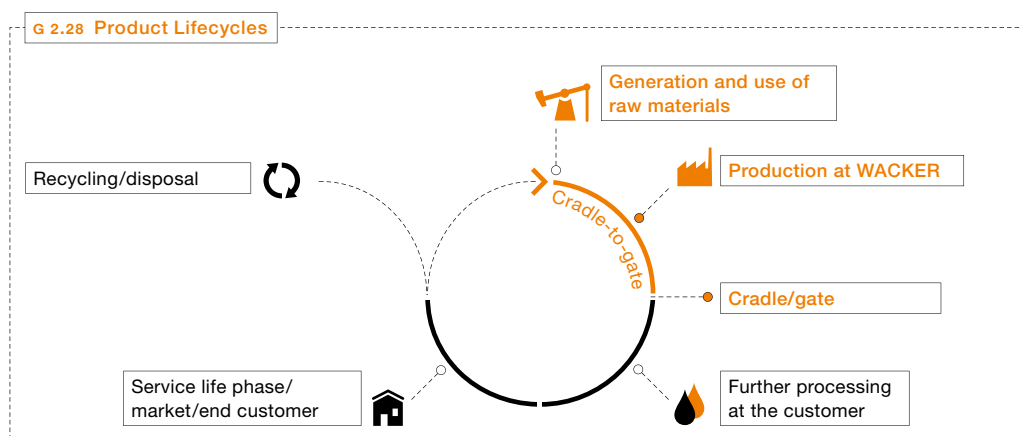 G 2.28 Product Lifecycles
Generation and use of
raw materials
Recycling/disposal
Production at WACKER
Cradle-to-gate
Cradle/gate
Service life phase/
market/end customer
Further processing
at the customer